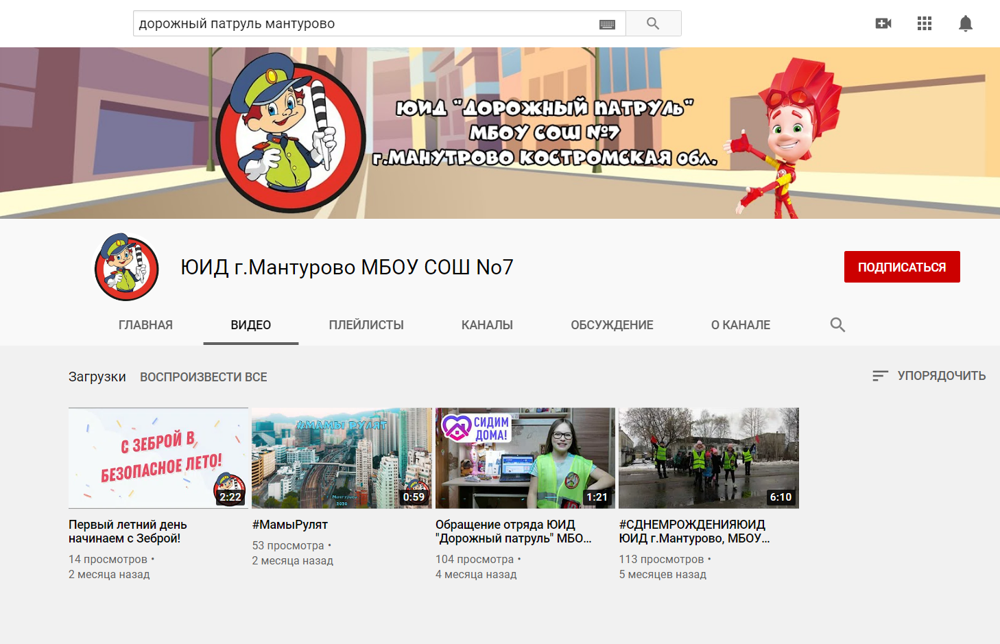 дорожный патруль мантурово
ЮИД "ДОРОЖНЫЙ ПАТРУЛЬ"
МБОУ СОШ №7
г.МАНУТРОВО КОСТРОМСКАЯ обл.
ЮИД г.Мантурово МБОУ СОШ No7
ПОДПИСАТЬСЯ
ГЛАВНАЯ ВИДЕО ПЛЕЙЛИСТЫ КАНАЛЫ ОБСУЖДЕНИЕ О КАНАЛЕ
Загрузки ВОСПРОИЗВЕСТИ ВСЕ УПОРЯДОЧИТЬ
С ЗЕБРОЙ В
БЕЗОПАСНОЕ ЛЕТО!
2:22
Первый летний день
начинаем с Зеброй!
14 просмотров •
2 месяца назад
#МАМЫ РУЛЯТ
Мантурово
2020
0:59
#МамыРулят
53 просмотра •
2 месяца назад
СИДИМ
ДОМА!
1:21
Обращение отряда ЮИД
"Дорожный патруль" МБО...
104 просмотра •
4 месяца назад
6:10
#СДНЕМРОЖДЕНИЯЮИД
ЮИД г.Мантурово, МБОУ...
113 просмотров •
5 месяцев назад